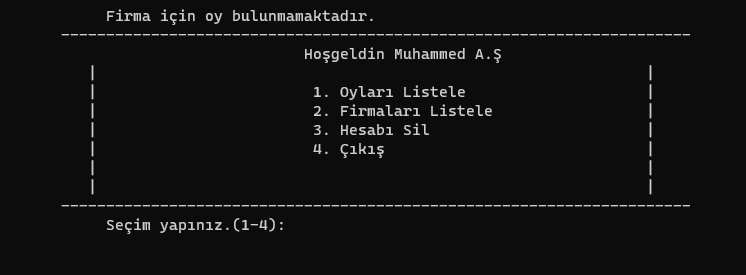 Firma için oy bulunmamaktadır.
----------------------------------------------------------------------
Hoşgeldin Muhammed A.Ş
|                                                             |
|                        1. Oyları Listele                    |
|                        2. Firmaları Listele                 |
|                        3. Hesabı Sil                        |
|                        4. Çıkış                             |
|                                                             |
|                                                             |
----------------------------------------------------------------------
Seçim yapınız.(1-4):